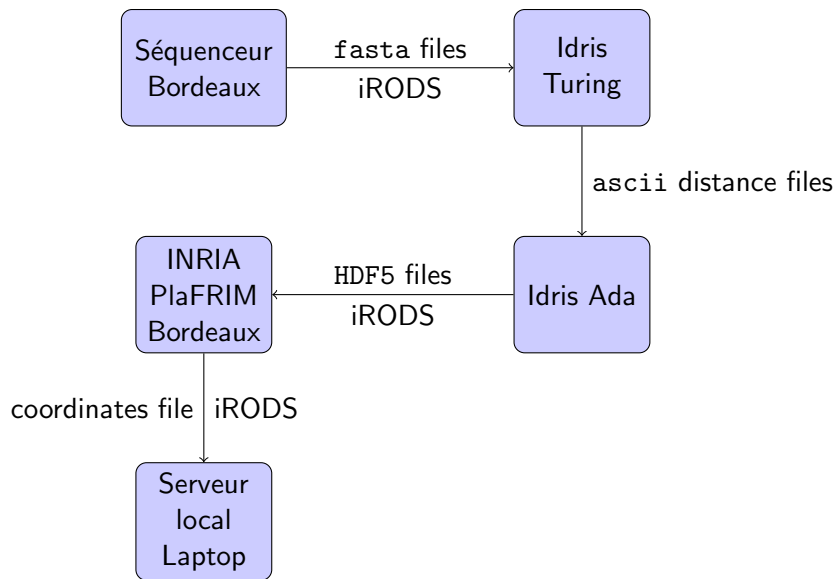 Séquenceur
Bordeaux
fasta files
iRODS
Idris
Turing
ascii distance files
INRIA
PlaFRIM
Bordeaux
HDF5 files
iRODS
Idris Ada
coordinates file
iRODS
Serveur
local
Laptop